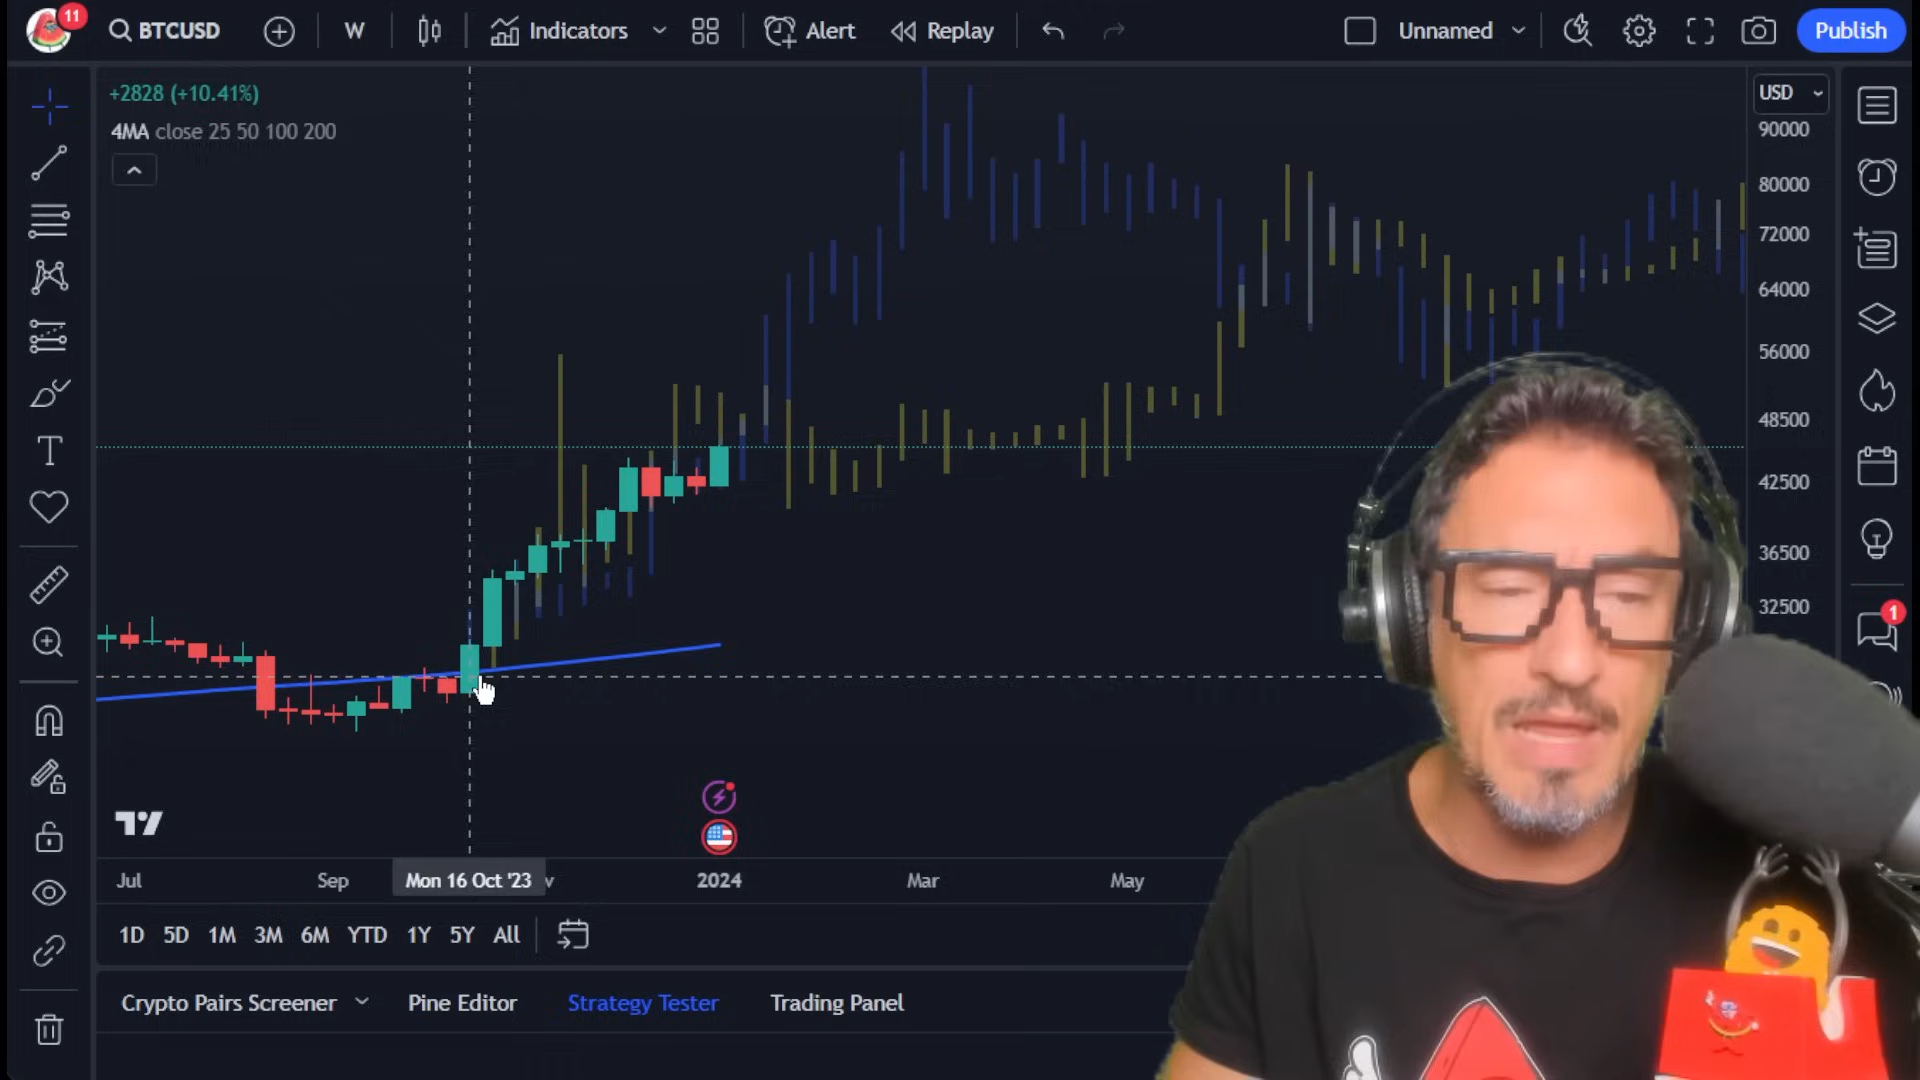 11
BTCUSD
W
Indicators
Alert
Replay
Unnamed
Publish
+2828 (+10.41%)
4MA close 25 50 100 200
USD
90000
80000
72000
64000
56000
48500
42500
36500
32500
1
Jul
Sep
Mon 16 Oct '23
v
2024
Mar
May
1D 5D 1M 3M 6M YTD 1Y 5Y All
Crypto Pairs Screener
Pine Editor
Strategy Tester
Trading Panel